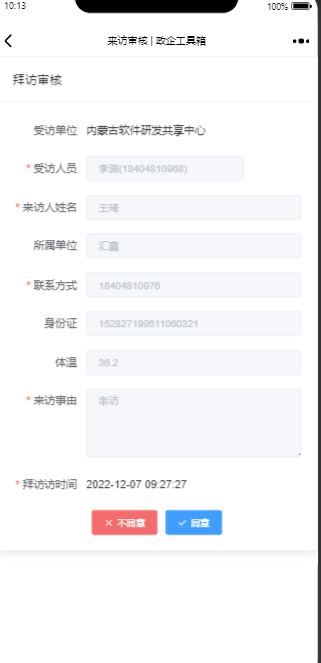 10:13
100%
来访审核 | 政企工具箱
拜访审核
受访单位 内蒙古软件研发共享中心
* 受访人员 李渊(18404810968)
* 来访人姓名 王琦
所属单位 汇鑫
* 联系方式 18404810976
身份证 152827199511060321
体温 36.2
* 来访事由 串访
* 拜访访时间 2022-12-07 09:27:27
不同意 同意